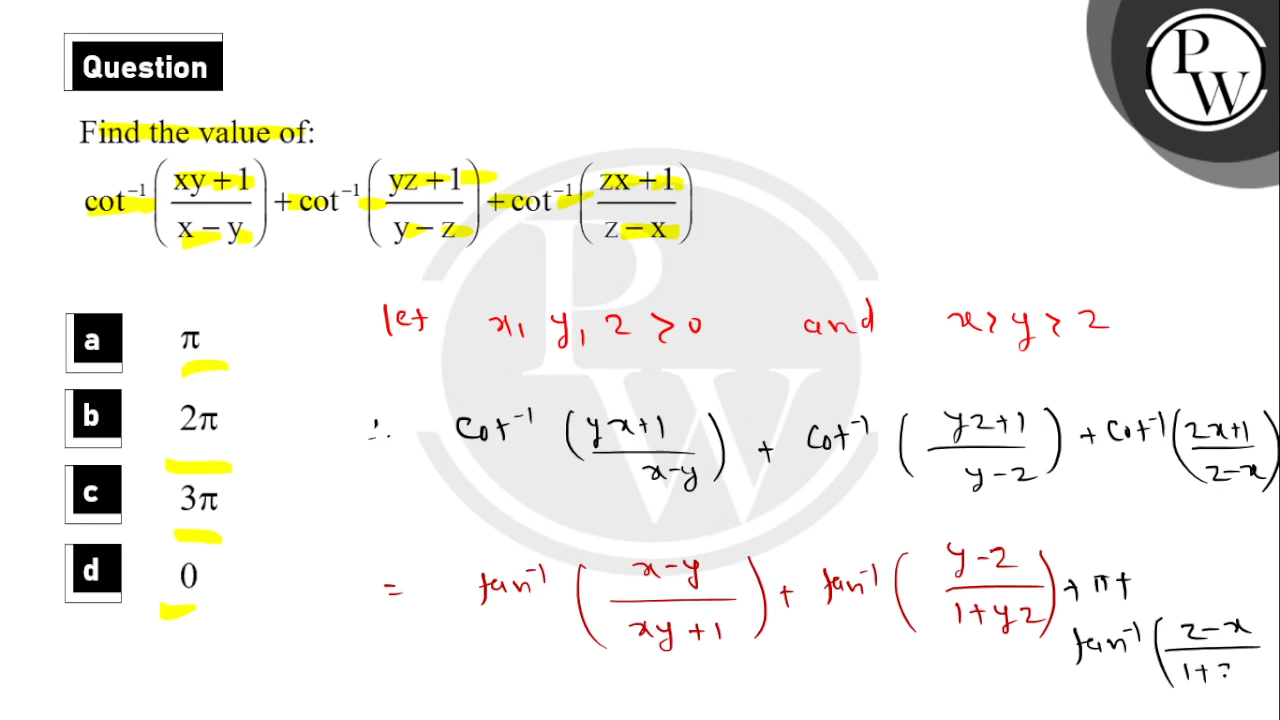 Question
P
W
Find the value of:
cot⁻¹((xy + 1)/(x − y)) + cot⁻¹((yz + 1)/(y − z)) + cot⁻¹((zx + 1)/(z − x))
let x, y, z > 0 and x > y > z
a π
b 2π
c 3π
d 0
∴ Cot⁻¹((yx+1)/(x-y)) + Cot⁻¹((yz+1)/(y-z)) + Cot⁻¹((zx+1)/(z-x))
= tan⁻¹((x-y)/(xy+1)) + tan⁻¹((y-z)/(1+yz)) + π +
tan⁻¹((z-x)/(1+z